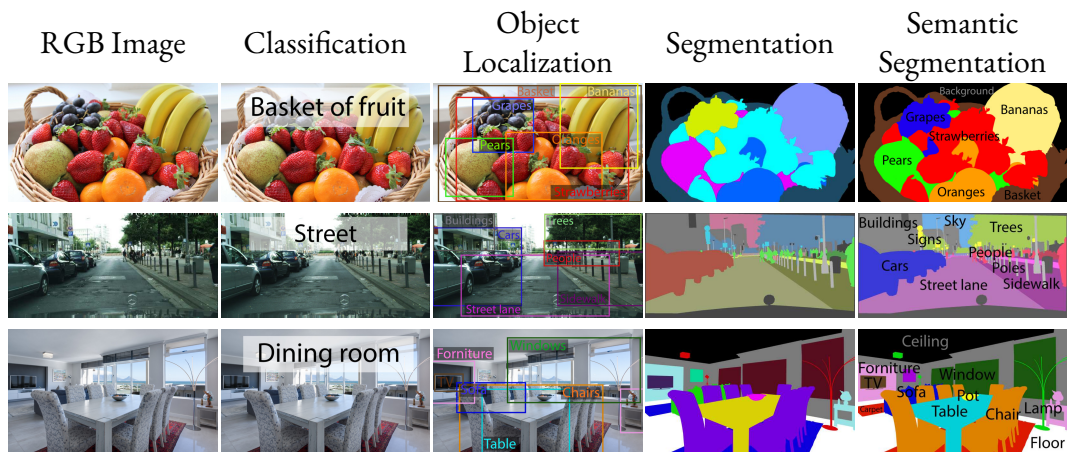 RGB Image
Classification
Object
Localization
Segmentation
Semantic
Segmentation
Basket of fruit
Basket
Bananas
Grapes
Oranges
Pears
Strawberries
Background
Bananas
Grapes
Strawberries
Pears
Oranges
Basket
Street
Buildings
Trees
Cars
People
Street lane
Buildings
Sky
Trees
Signs
People
Cars
Poles
Street lane
Sidewalk
Dining room
Forniture
Windows
Chairs
Table
Ceiling
Forniture
Window
TV
Sofa
Pot
Carpet
Table
Chair
Lamp
Floor